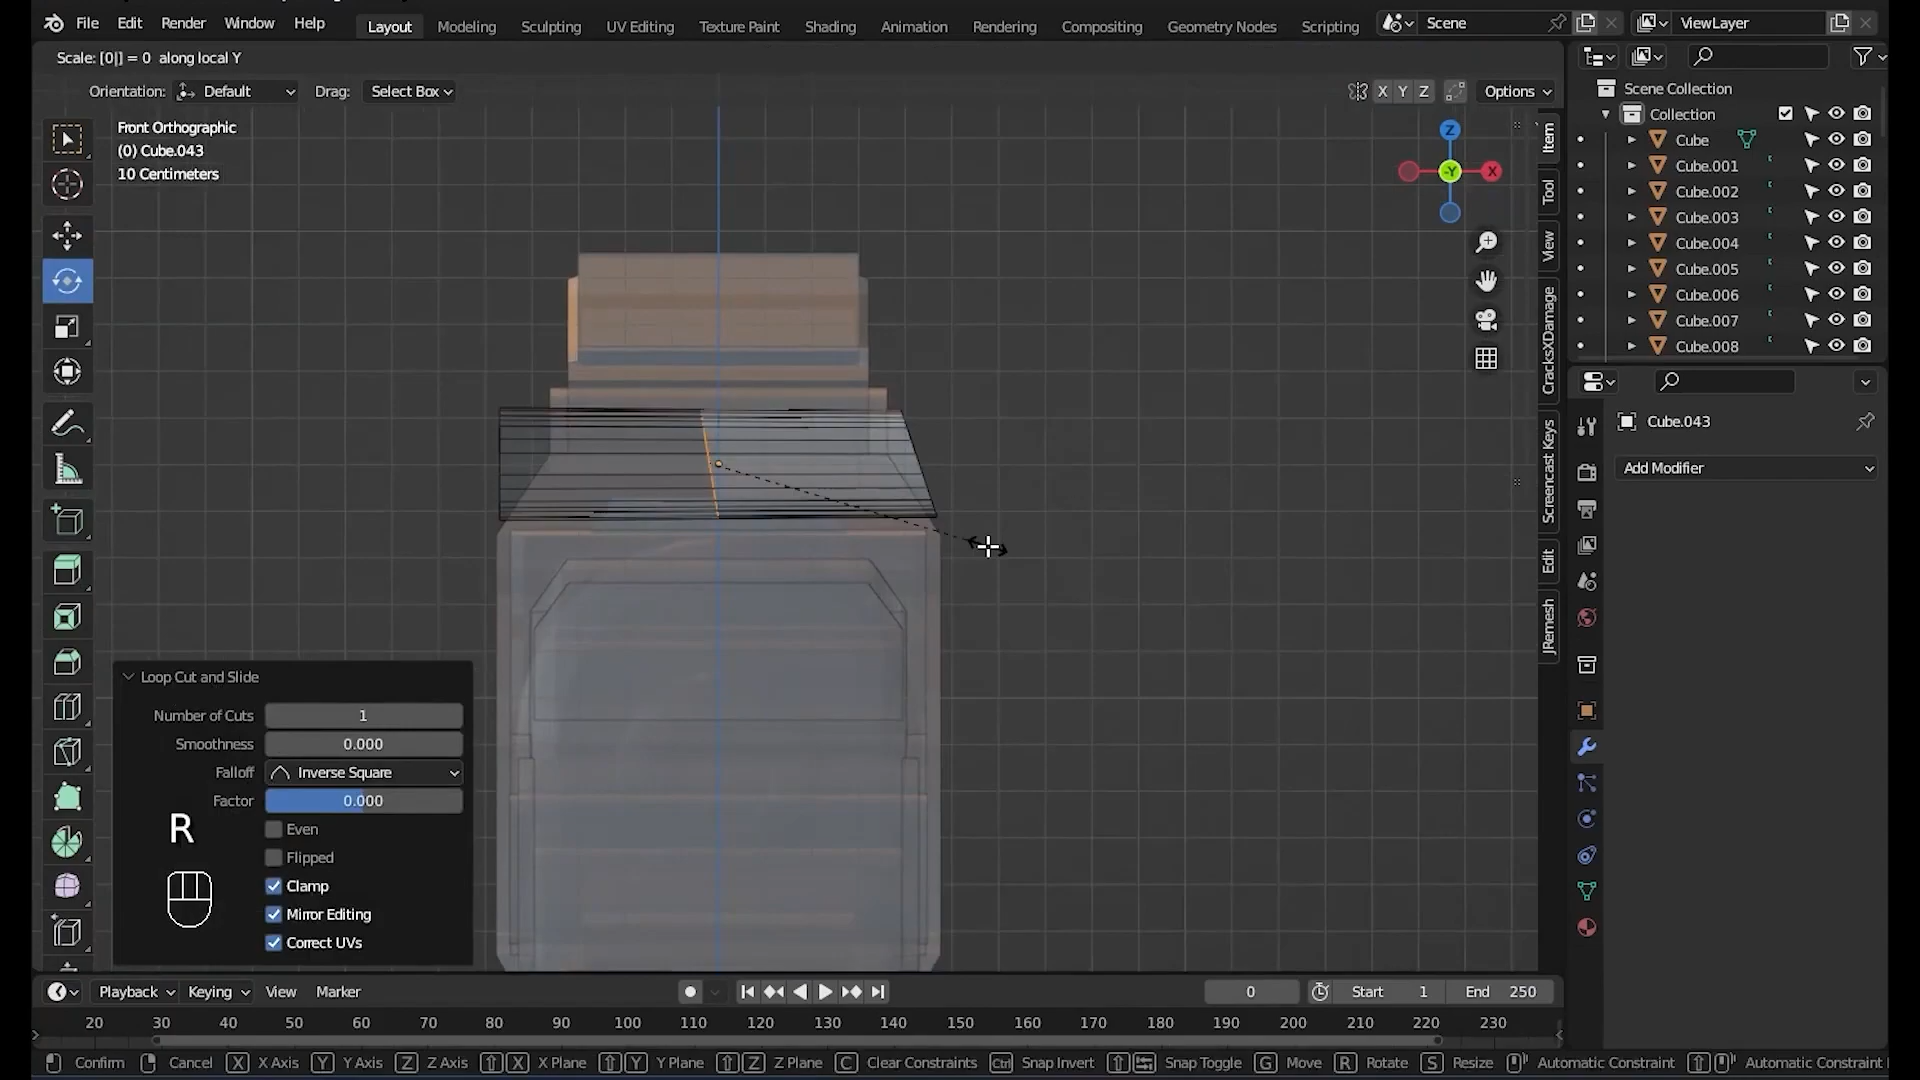 File Edit Render Window Help Layout Modeling Sculpting UV Editing Texture Paint Shading Animation Rendering Compositing Geometry Nodes Scripting Scene ViewLayer
Scale: [0|] = 0 along local Y
Orientation: Default Drag: Select Box X Y Z Options
Front Orthographic
(0) Cube.043
10 Centimeters
Z
-Y X
Item
Tool
View
CracksXDamage
Screencast Keys
Edit
JRemesh
Scene Collection
Collection
Cube
Cube.001
Cube.002
Cube.003
Cube.004
Cube.005
Cube.006
Cube.007
Cube.008
Cube.043
Add Modifier
Loop Cut and Slide
Number of Cuts 1
Smoothness 0.000
Falloff Inverse Square
Factor 0.000
Even
Flipped
Clamp
Mirror Editing
Correct UVs
R
Playback Keying View Marker 0 Start 1 End 250
20 30 40 50 60 70 80 90 100 110 120 130 140 150 160 170 180 190 200 210 220 230
Confirm Cancel X X Axis Y Y Axis Z Z Axis X X Plane Y Y Plane Z Z Plane C Clear Constraints Ctrl Snap Invert Snap Toggle G Move R Rotate S Resize Automatic Constraint Automatic Constraint